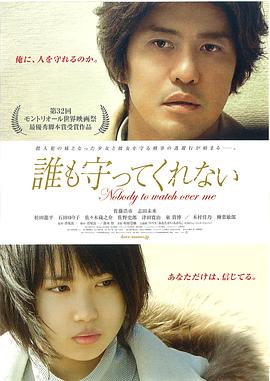 俺に、人を守れるのか。
第32回
モントリオール世界映画祭
最優秀脚本賞受賞作品
殺人犯の妹となった少女と彼女を守る刑事の逃避行が始まる──。
誰も守ってくれない
Nobody to watch over me
佐藤浩市 志田未来
松田龍平 石田ゆり子 佐々木蔵之介 佐野史郎 津田寛治 東貴博 / 木村佳乃 柳葉敏郎
あなただけは、信じてる。